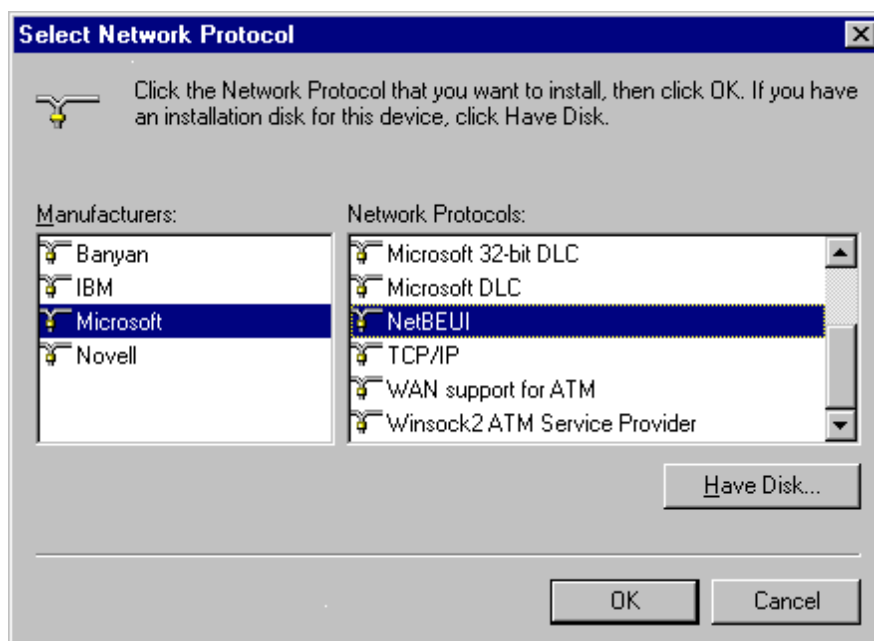 Select Network Protocol
Click the Network Protocol that you want to install, then click OK. If you have
an installation disk for this device, click Have Disk.
Manufacturers:
Banyan
IBM
Microsoft
Novell
Network Protocols:
Microsoft 32-bit DLC
Microsoft DLC
NetBEUI
TCP/IP
WAN support for ATM
Winsock2 ATM Service Provider
Have Disk...
OK
Cancel